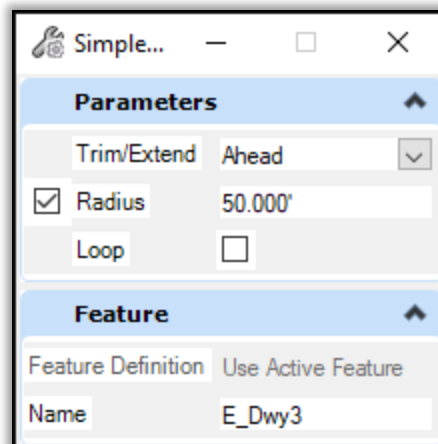 Simple...
Parameters
Trim/Extend Ahead
Radius 50.000'
Loop
Feature
Feature Definition Use Active Feature
Name E_Dwy3